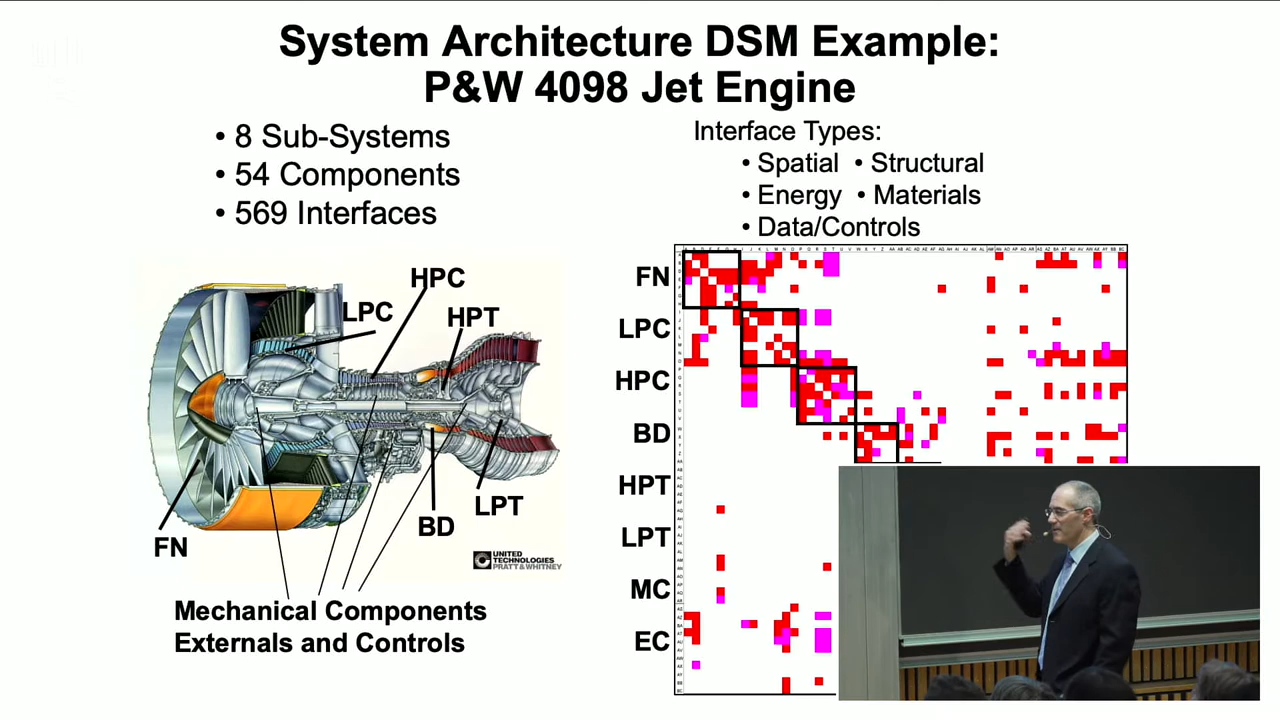 System Architecture DSM Example:
P&W 4098 Jet Engine
• 8 Sub-Systems
• 54 Components
• 569 Interfaces
Interface Types:
• Spatial • Structural
• Energy • Materials
• Data/Controls
HPC
LPC
HPT
FN
BD
LPT
UNITED
TECHNOLOGIES
PRATT & WHITNEY
Mechanical Components
Externals and Controls
FN
LPC
HPC
BD
HPT
LPT
MC
EC